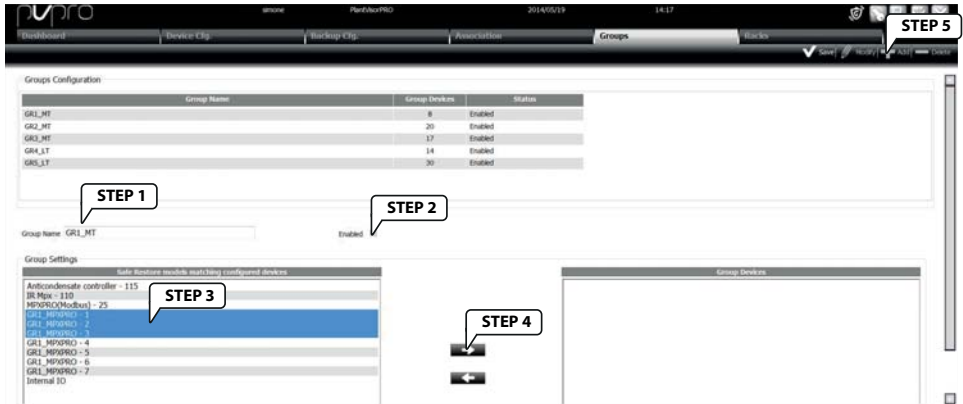 pvpro simone PlantVisorPRO 2014/05/19 14:17
STEP 5
Dashboard Device Cfg. Backup Cfg. Association Groups Racks
Save Modify Add Delete
Groups Configuration
Group Name Group Devices Status
GR1_MT 8 Enabled
GR2_MT 20 Enabled
GR3_MT 17 Enabled
GR4_LT 14 Enabled
GR5_LT 30 Enabled
STEP 1
STEP 2
Group Name GR1_MT Enabled
Group Settings
Safe Restore models matching configured devices Group Devices
Anticondensate controller - 115
IR Mpx - 110
MPXPRO(Modbus) - 25
STEP 3
GR1_MPXPRO - 1
GR1_MPXPRO - 2
GR1_MPXPRO - 3
STEP 4
GR1_MPXPRO - 4
GR1_MPXPRO - 5
GR1_MPXPRO - 6
GR1_MPXPRO - 7
Internal IO